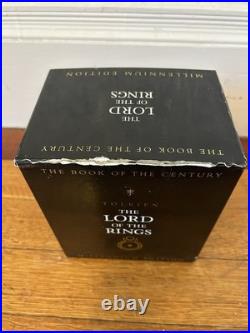 MILLENNIUM EDITION
THE
LORD
OF THE
RINGS
THE BOOK OF THE CENTURY
THE BOOK OF THE CENTURY
TOLKIEN
THE
LORD
OF THE
RINGS